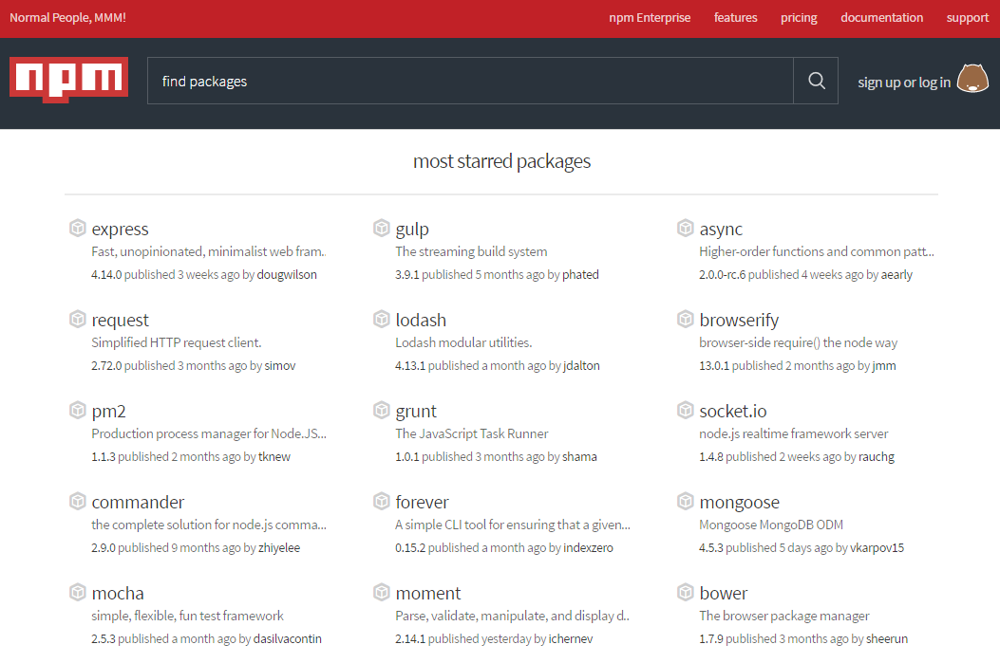 Normal People, MMM!
npm Enterprise features pricing documentation support
npm
find packages
sign up or log in
most starred packages
express
Fast, unopinionated, minimalist web fram..
4.14.0 published 3 weeks ago by dougwilson
gulp
The streaming build system
3.9.1 published 5 months ago by phated
async
Higher-order functions and common patt...
2.0.0-rc.6 published 4 weeks ago by aearly
request
Simplified HTTP request client.
2.72.0 published 3 months ago by simov
lodash
Lodash modular utilities.
4.13.1 published a month ago by jdalton
browserify
browser-side require() the node way
13.0.1 published 2 months ago by jmm
pm2
Production process manager for Node.JS...
1.1.3 published 2 months ago by tknew
grunt
The JavaScript Task Runner
1.0.1 published 3 months ago by shama
socket.io
node.js realtime framework server
1.4.8 published 2 weeks ago by rauchg
commander
the complete solution for node.js comma...
2.9.0 published 9 months ago by zhiyelee
forever
A simple CLI tool for ensuring that a given...
0.15.2 published a month ago by indexzero
mongoose
Mongoose MongoDB ODM
4.5.3 published 5 days ago by vkarpov15
mocha
simple, flexible, fun test framework
2.5.3 published a month ago by dasilvacontin
moment
Parse, validate, manipulate, and display d..
2.14.1 published yesterday by ichernev
bower
The browser package manager
1.7.9 published 3 months ago by sheerun